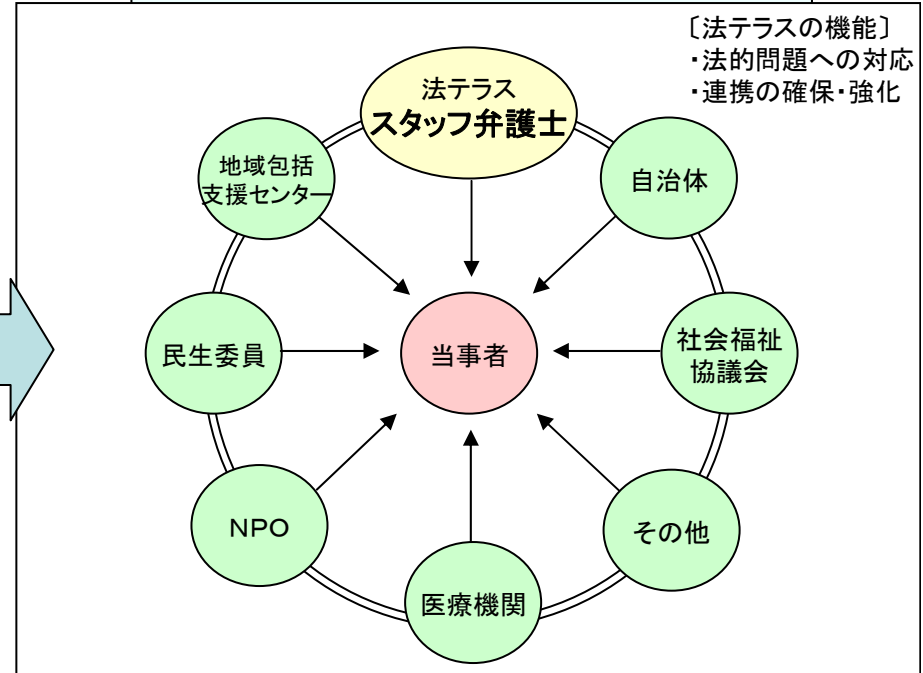 〔法テラスの機能〕
・法的問題への対応
・連携の確保・強化
法テラス
スタッフ弁護士
地域包括
支援センター
自治体
民生委員
当事者
社会福祉
協議会
NPO
その他
医療機関